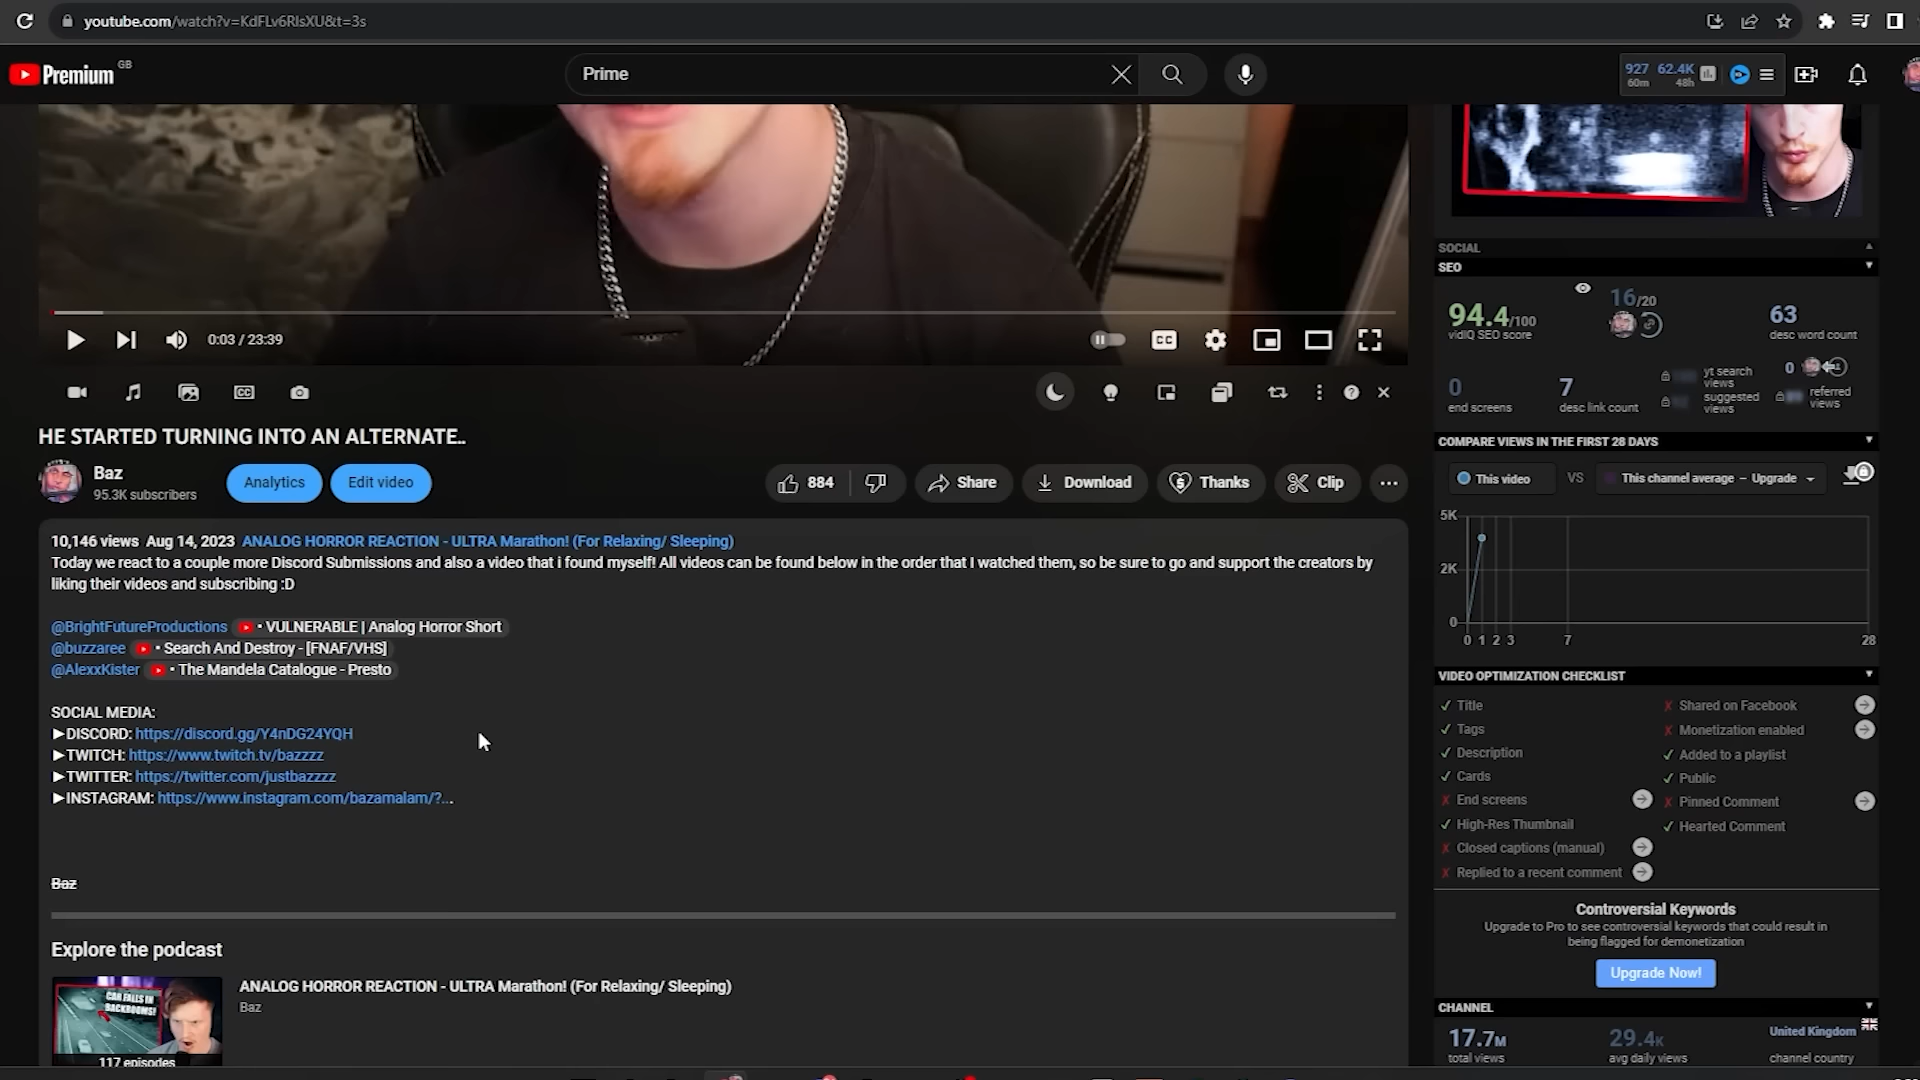 youtube.com/watch?v=KdFLv6RlsXU&t=3s
Premium GB
Prime
927 62.4K
60m 48h
0:03 / 23:39
CC
HE STARTED TURNING INTO AN ALTERNATE..
Baz
95.3K subscribers
Analytics
Edit video
884
Share
Download
Thanks
Clip
10,146 views Aug 14, 2023 ANALOG HORROR REACTION - ULTRA Marathon! (For Relaxing/ Sleeping)
Today we react to a couple more Discord Submissions and also a video that i found myself! All videos can be found below in the order that I watched them, so be sure to go and support the creators by
liking their videos and subscribing :D
@BrightFutureProductions • VULNERABLE | Analog Horror Short
@buzzaree • Search And Destroy - [FNAF/VHS]
@AlexxKister • The Mandela Catalogue - Presto
SOCIAL MEDIA:
►DISCORD: https://discord.gg/Y4nDG24YQH
►TWITCH: https://www.twitch.tv/bazzzz
►TWITTER: https://twitter.com/justbazzzz
►INSTAGRAM: https://www.instagram.com/bazamalam/?...
Baz
Explore the podcast
CAR FALLS IN
BACKROOMS!
117 episodes
ANALOG HORROR REACTION - ULTRA Marathon! (For Relaxing/ Sleeping)
Baz
SOCIAL
SEO
94.4/100
vidIQ SEO score
16/20
63
desc word count
0
end screens
7
desc link count
yt search
views
suggested
views
0
referred
views
COMPARE VIEWS IN THE FIRST 28 DAYS
This video
VS
This channel average – Upgrade
5K
2K
0
0 1 2 3 7 28
VIDEO OPTIMIZATION CHECKLIST
✓ Title
✓ Tags
✓ Description
✓ Cards
✗ End screens
✓ High-Res Thumbnail
✗ Closed captions (manual)
✗ Replied to a recent comment
✗ Shared on Facebook
✗ Monetization enabled
✓ Added to a playlist
✓ Public
✗ Pinned Comment
✓ Hearted Comment
Controversial Keywords
Upgrade to Pro to see controversial keywords that could result in
being flagged for demonetization
Upgrade Now!
CHANNEL
17.7M
total views
29.4K
avg daily views
United Kingdom
channel country